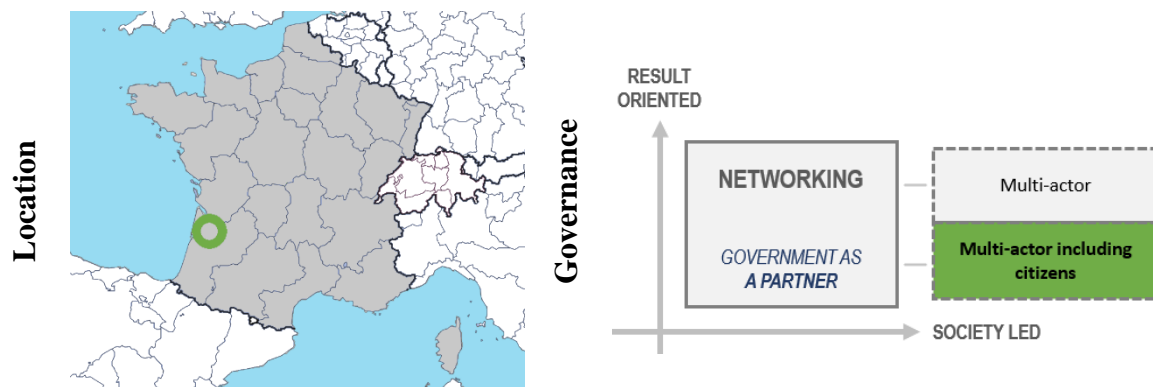 Location
Governance
RESULT
ORIENTED
NETWORKING
GOVERNMENT AS
A PARTNER
Multi-actor
Multi-actor including
citizens
SOCIETY LED